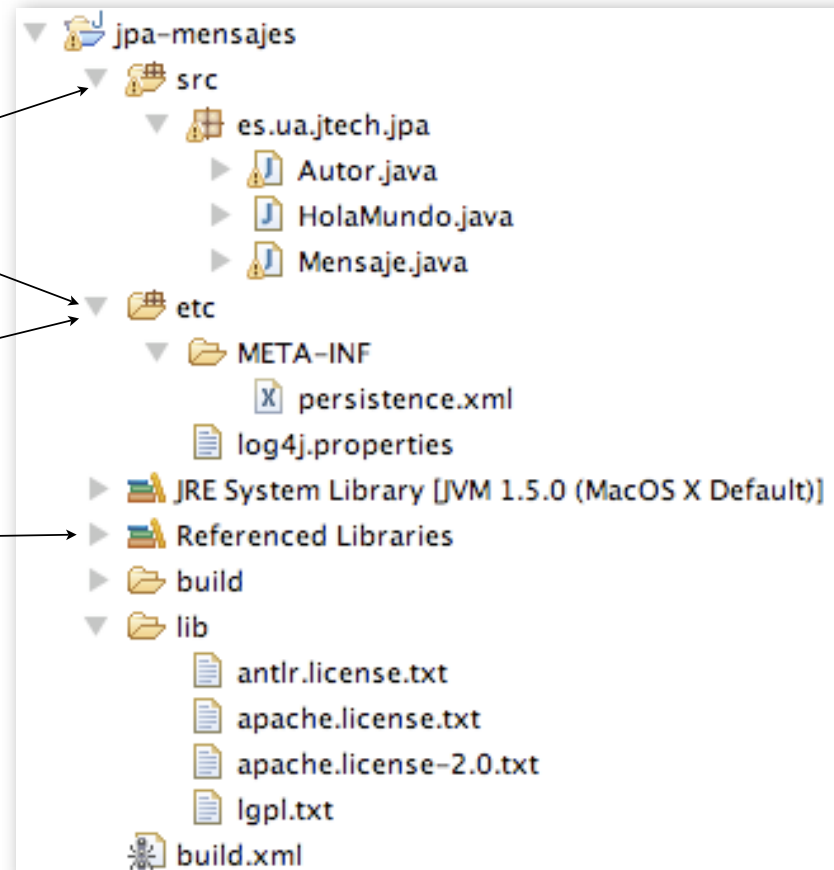 jpa-mensajes
src
es.ua.jtech.jpa
Autor.java
HolaMundo.java
Mensaje.java
etc
META-INF
persistence.xml
log4j.properties
JRE System Library [JVM 1.5.0 (MacOS X Default)]
Referenced Libraries
build
lib
antlr.license.txt
apache.license.txt
apache.license-2.0.txt
lgpl.txt
build.xml